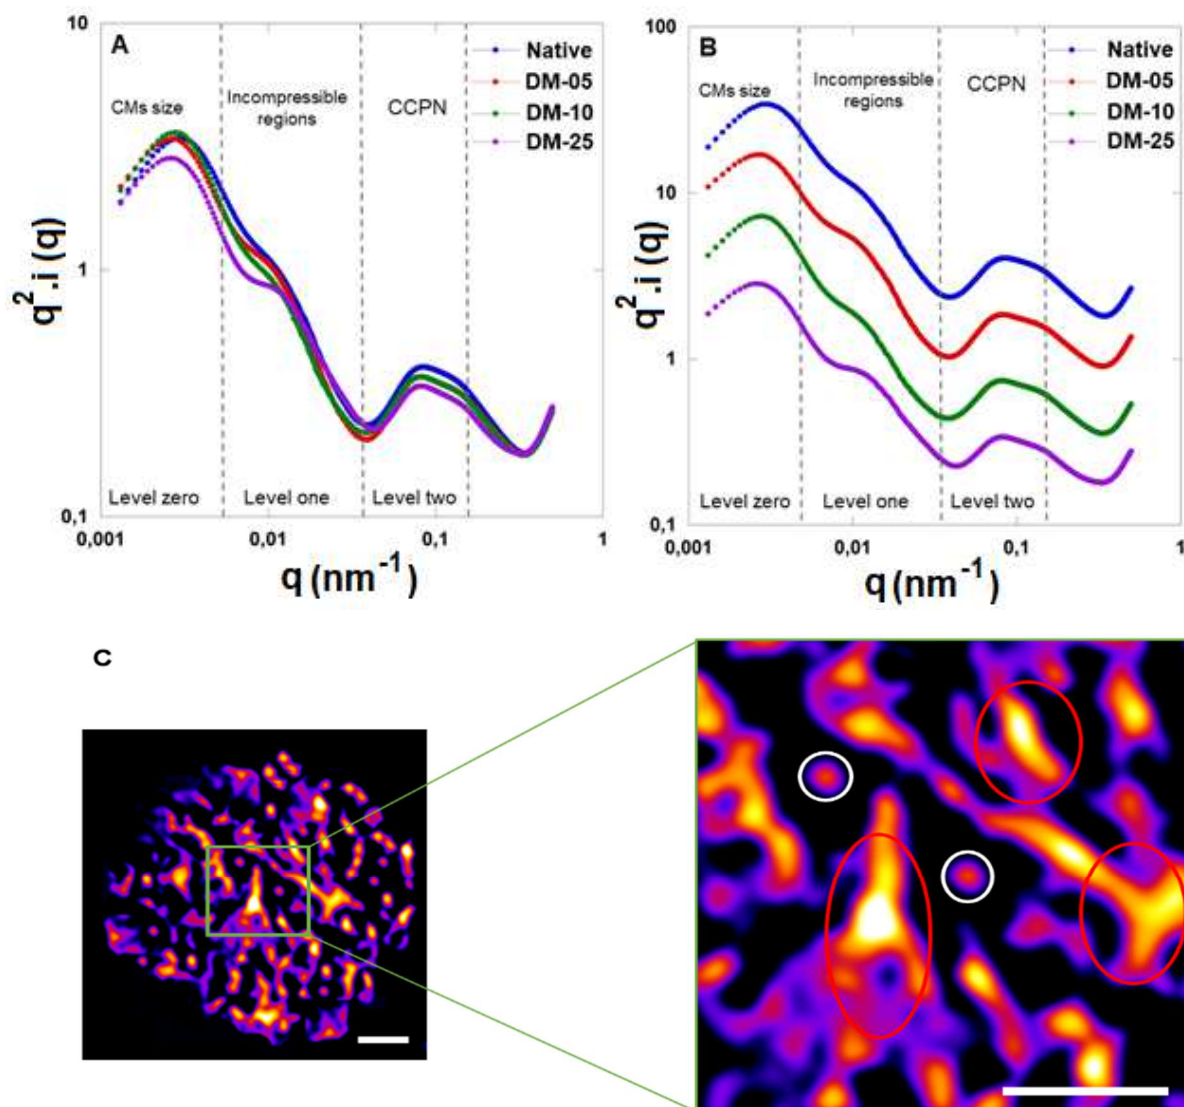 A
Native
DM-05
DM-10
DM-25
CMs size
Incompressible
regions
CCPN
10
1
0,1
q².i (q)
Level zero
Level one
Level two
0,001
0,01
0,1
1
q (nm⁻¹)
B
Native
DM-05
DM-10
DM-25
CMs size
Incompressible
regions
CCPN
100
10
1
0,1
q².i (q)
Level zero
Level one
Level two
0,001
0,01
0,1
1
q (nm⁻¹)
C